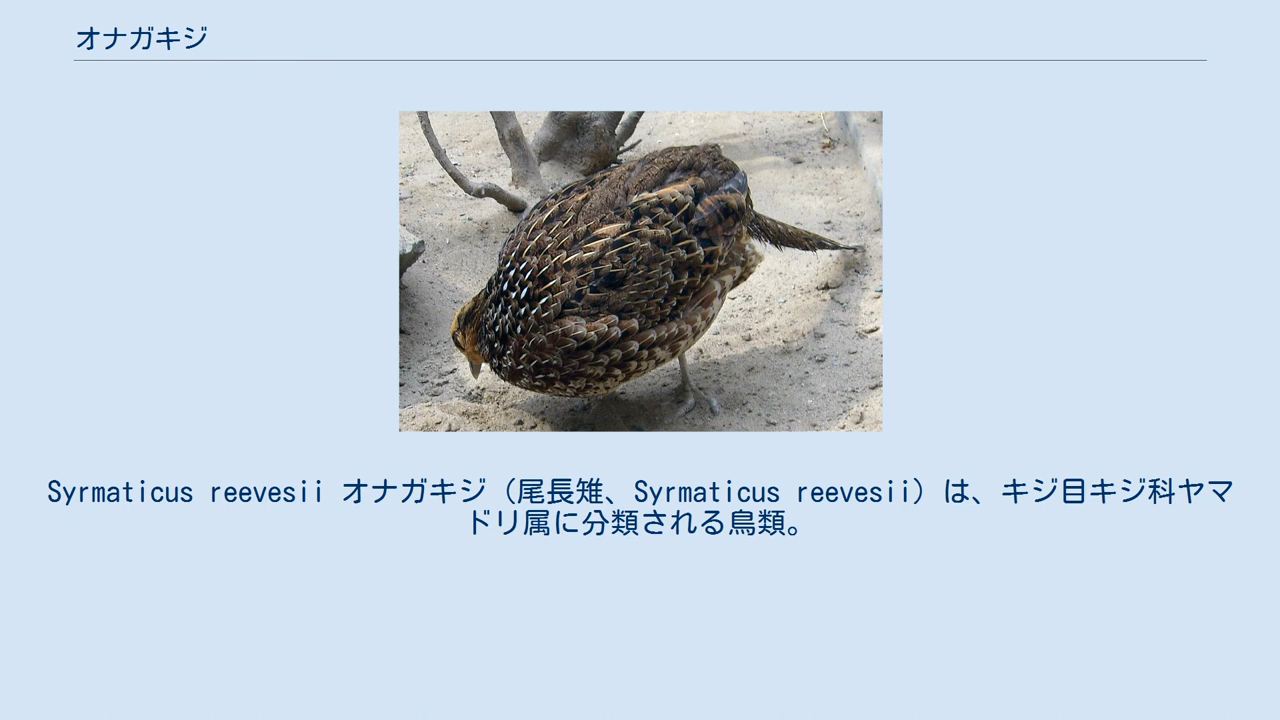 オナガキジ
Syrmaticus reevesii オナガキジ（尾長雉、Syrmaticus reevesii）は、キジ目キジ科ヤマ
ドリ属に分類される鳥類。